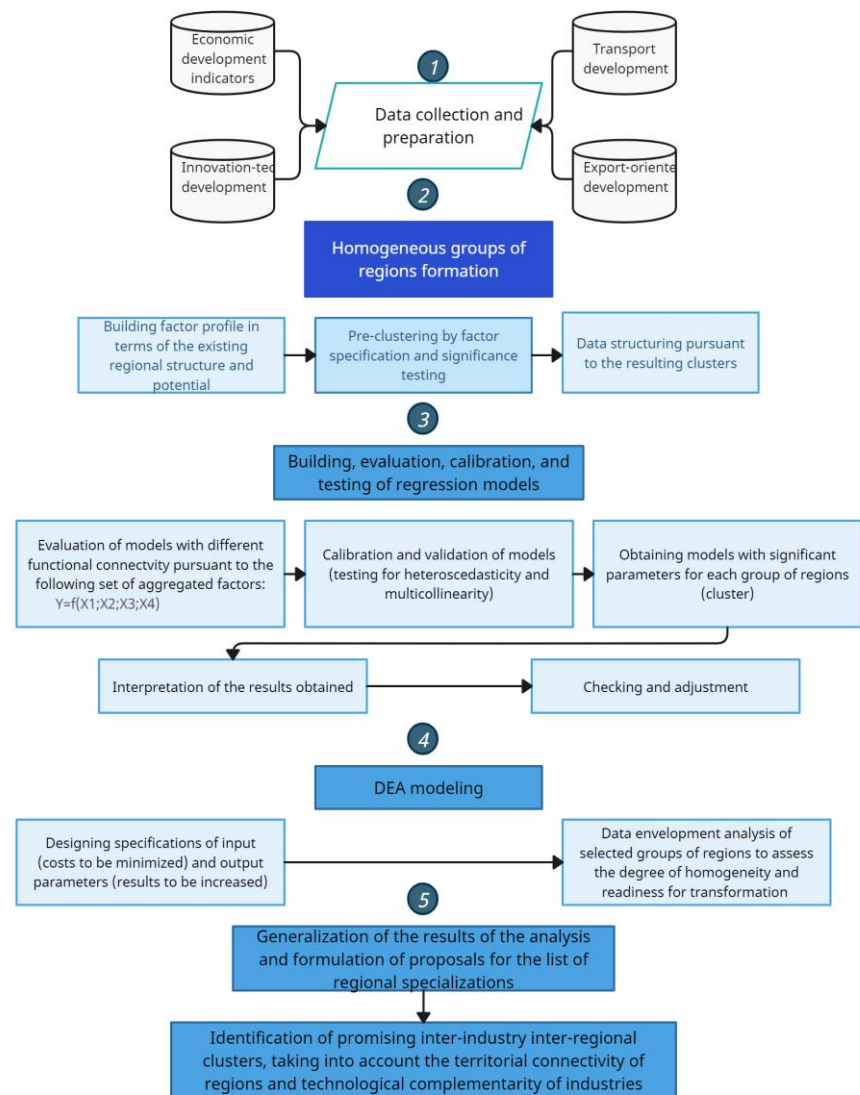 Economic
development
indicators
1
Transport
development
Data collection and
preparation
Innovation-tec
development
Export-oriente
development
2
Homogeneous groups of
regions formation
Building factor profile in
terms of the existing
regional structure and
potential
Pre-clustering by factor
specification and significance
testing
Data structuring pursuant
to the resulting clusters
3
Building, evaluation, calibration, and
testing of regression models
Evaluation of models with different
functional connectvity pursuant to the
following set of aggregated factors:
Y=f(X1;X2;X3;X4)
Calibration and validation of models
(testing for heteroscedasticity and
multicollinearity)
Obtaining models with significant
parameters for each group of regions
(cluster)
Interpretation of the results obtained
Checking and adjustment
4
DEA modeling
Designing specifications of input
(costs to be minimized) and output
parameters (results to be increased)
Data envelopment analysis of
selected groups of regions to assess
the degree of homogeneity and
readiness for transformation
5
Generalization of the results of the analysis
and formulation of proposals for the list of
regional specializations
Identification of promising inter-industry inter-regional
clusters, taking into account the territorial connectivity of
regions and technological complementarity of industries